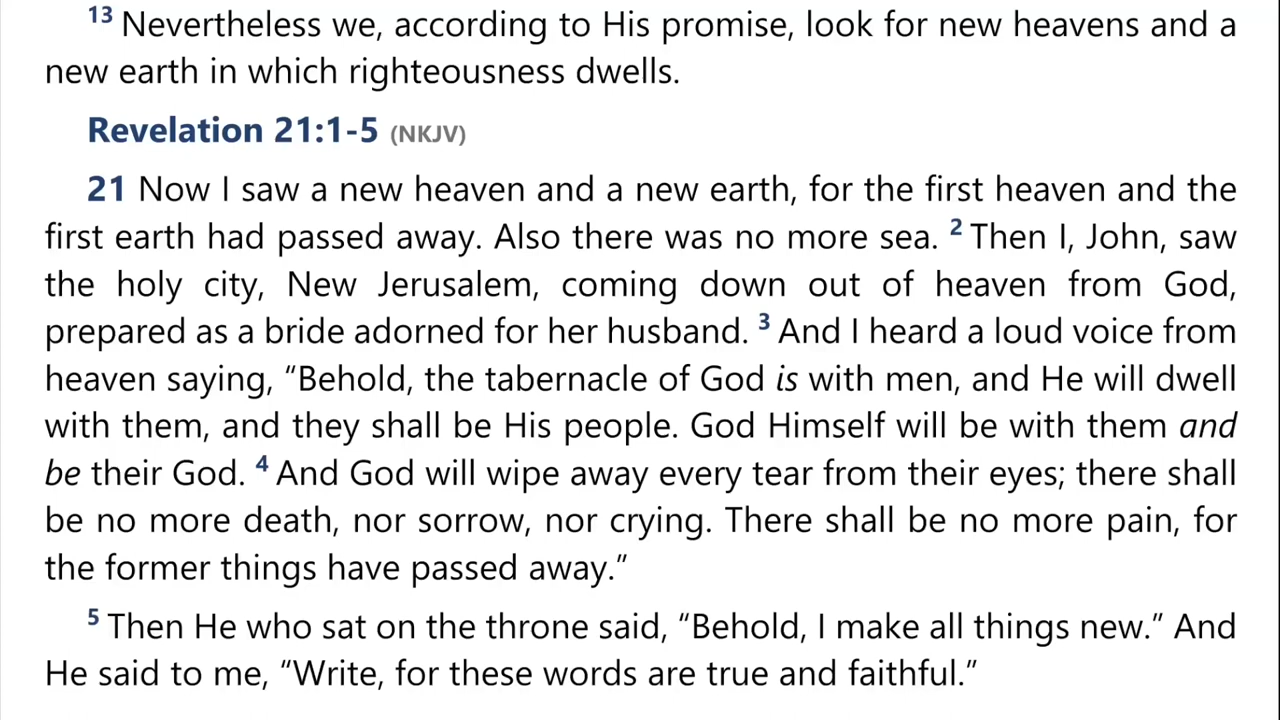 13 Nevertheless we, according to His promise, look for new heavens and a
new earth in which righteousness dwells.
Revelation 21:1-5 (NKJV)
21 Now I saw a new heaven and a new earth, for the first heaven and the
first earth had passed away. Also there was no more sea. 2 Then I, John, saw
the holy city, New Jerusalem, coming down out of heaven from God,
prepared as a bride adorned for her husband. 3 And I heard a loud voice from
heaven saying, “Behold, the tabernacle of God is with men, and He will dwell
with them, and they shall be His people. God Himself will be with them and
be their God. 4 And God will wipe away every tear from their eyes; there shall
be no more death, nor sorrow, nor crying. There shall be no more pain, for
the former things have passed away.”
5 Then He who sat on the throne said, “Behold, I make all things new.” And
He said to me, “Write, for these words are true and faithful.”